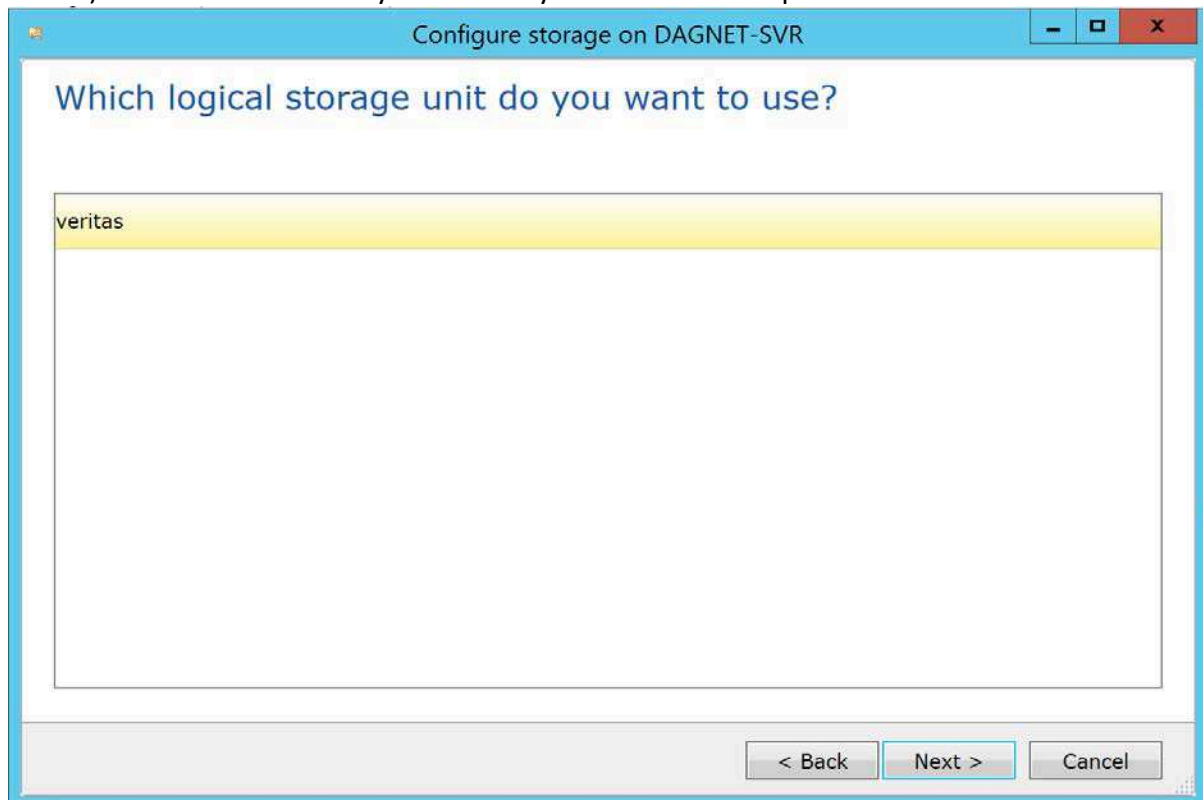 Configure storage on DAGNET-SVR
Which logical storage unit do you want to use?
veritas
< Back
Next >
Cancel